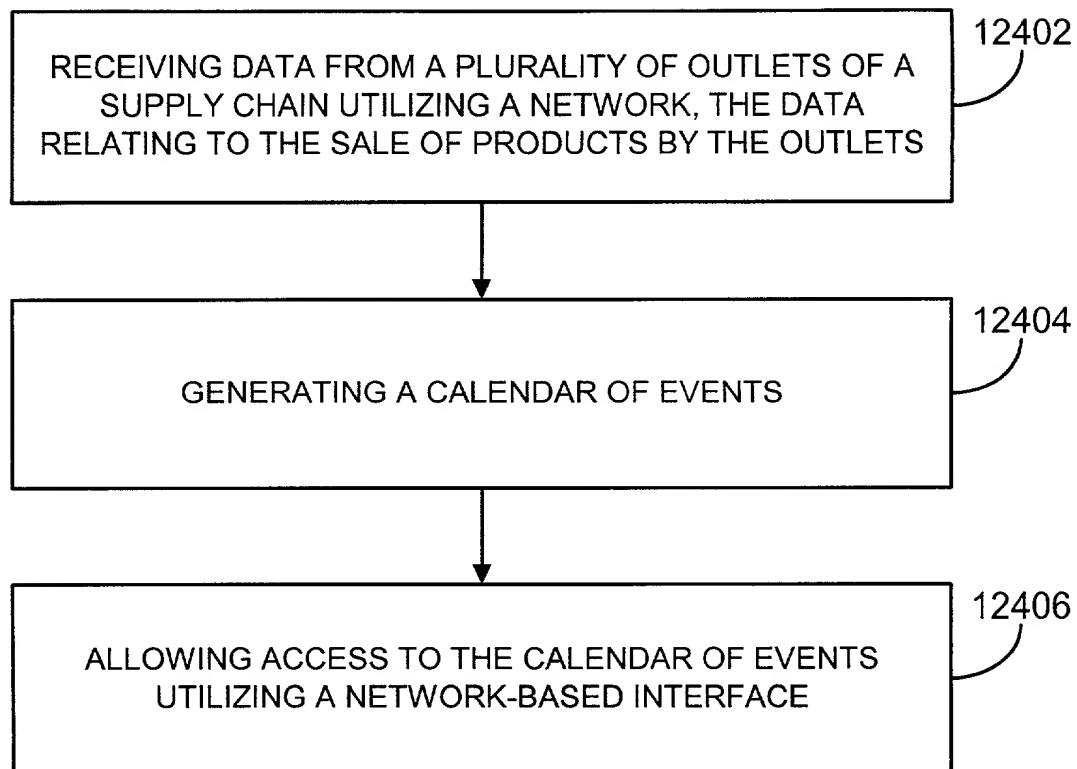 12402
RECEIVING DATA FROM A PLURALITY OF OUTLETS OF A
SUPPLY CHAIN UTILIZING A NETWORK, THE DATA
RELATING TO THE SALE OF PRODUCTS BY THE OUTLETS
12404
GENERATING A CALENDAR OF EVENTS
12406
ALLOWING ACCESS TO THE CALENDAR OF EVENTS
UTILIZING A NETWORK-BASED INTERFACE